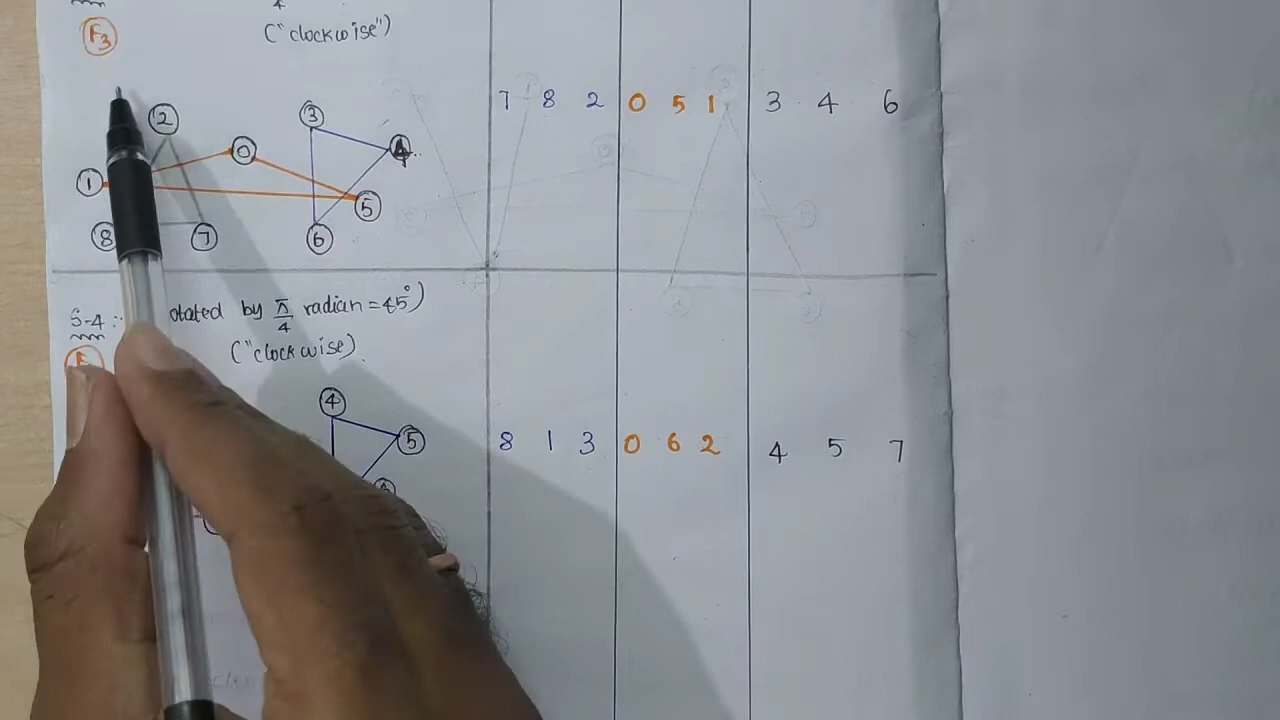 4
("clockwise")
F3
7 8 2 0 5 1 3 4 6
2 3
0 4
1 5
8 7 6
S-4: otated by π/4 radian = 45°)
("clockwise).
4
5
8 1 3 0 6 2 4 5 7